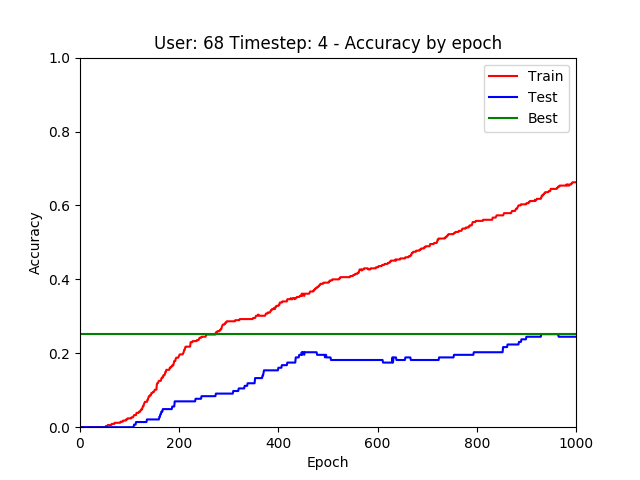 User: 68 Timestep: 4 - Accuracy by epoch
1.0
0.8
0.6
0.4
0.2
0.0
Accuracy
Train
Test
Best
0 200 400 600 800 1000
Epoch